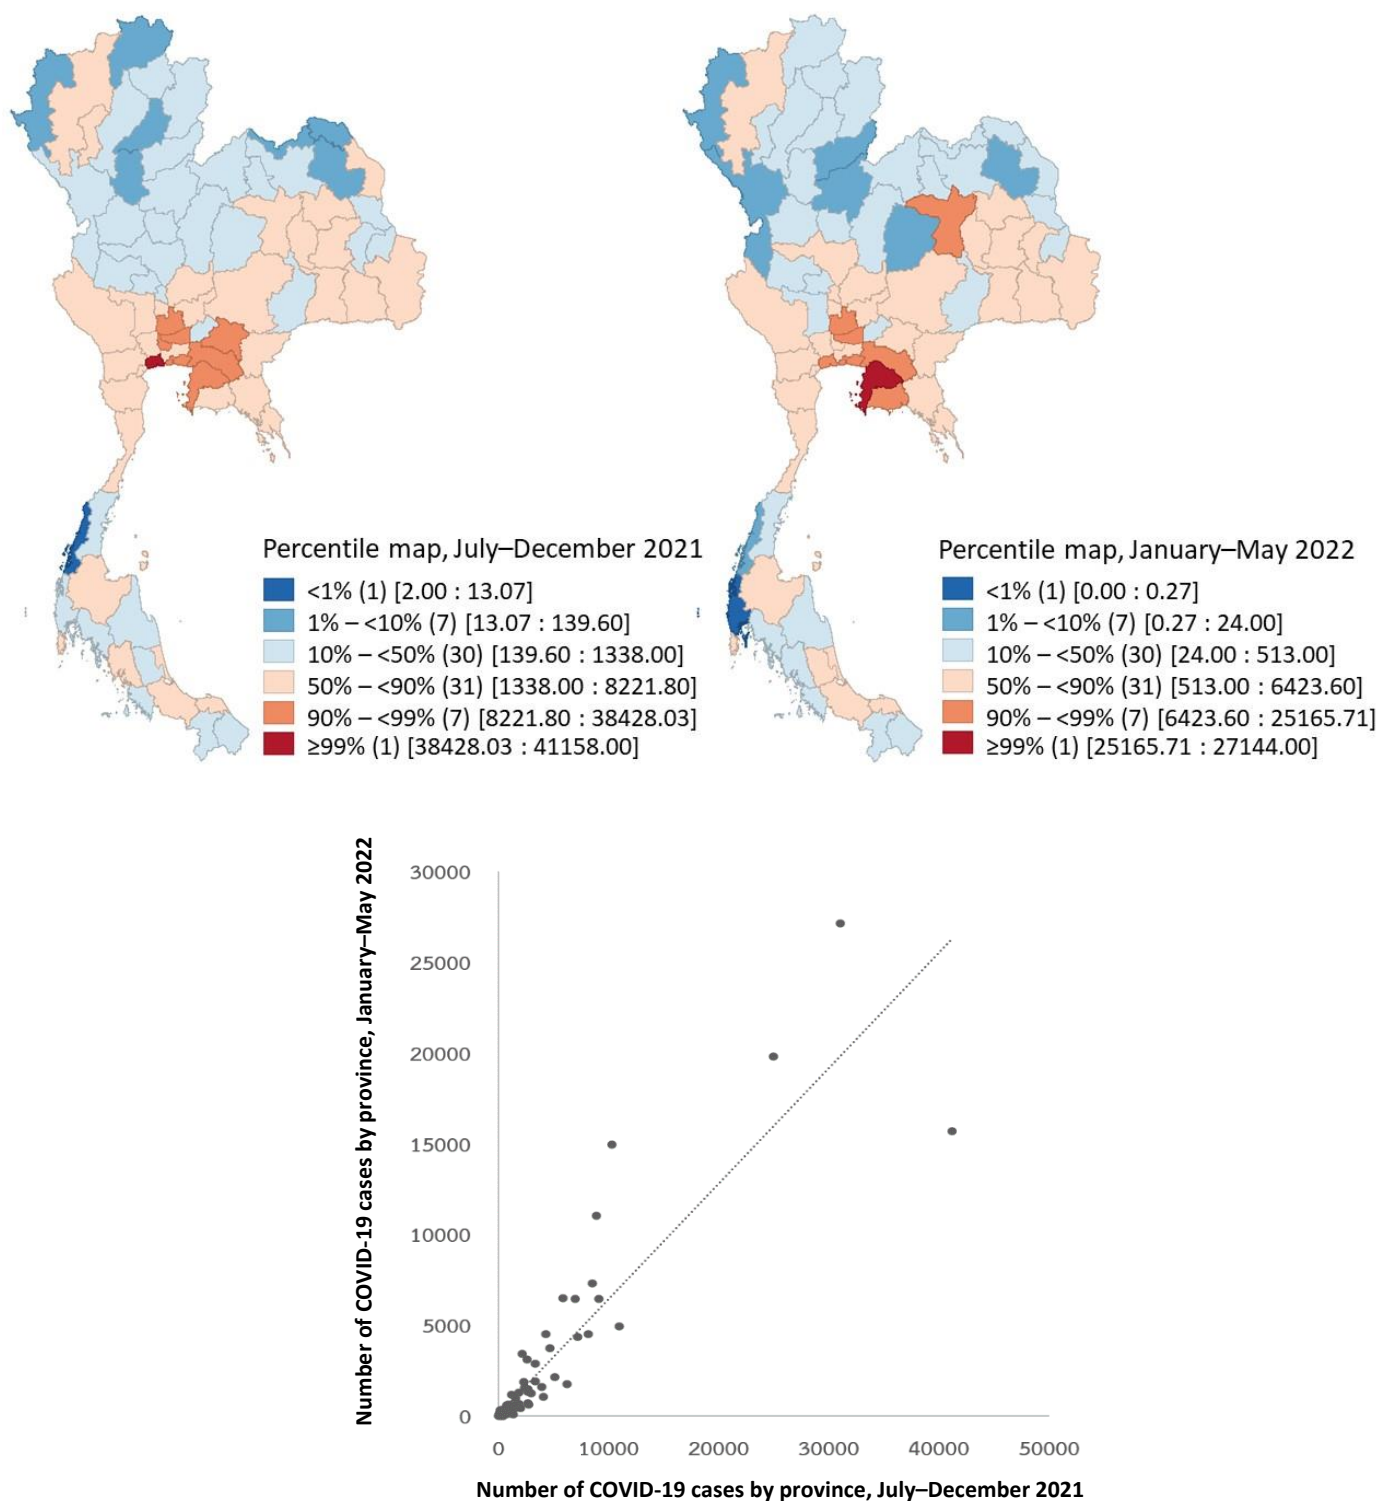 Percentile map, July–December 2021
<1% (1) [2.00 : 13.07]
1% – <10% (7) [13.07 : 139.60]
10% – <50% (30) [139.60 : 1338.00]
50% – <90% (31) [1338.00 : 8221.80]
90% – <99% (7) [8221.80 : 38428.03]
≥99% (1) [38428.03 : 41158.00]
Percentile map, January–May 2022
<1% (1) [0.00 : 0.27]
1% – <10% (7) [0.27 : 24.00]
10% – <50% (30) [24.00 : 513.00]
50% – <90% (31) [513.00 : 6423.60]
90% – <99% (7) [6423.60 : 25165.71]
≥99% (1) [25165.71 : 27144.00]
Number of COVID-19 cases by province, January–May 2022
30000
25000
20000
15000
10000
5000
0
0 10000 20000 30000 40000 50000
Number of COVID-19 cases by province, July–December 2021